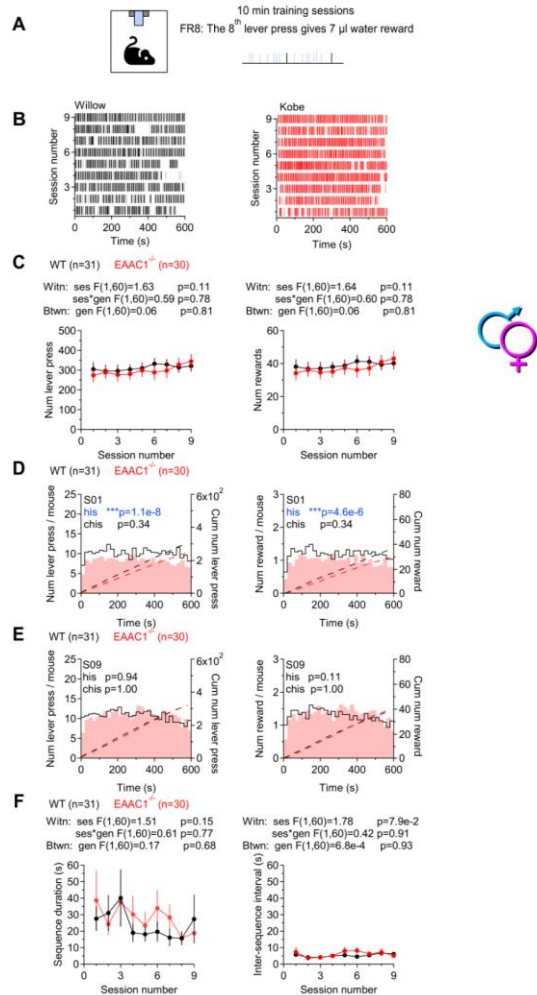 A
10 min training sessions
FR8: The 8th lever press gives 7 µl water reward
B
Willow
Session number
9
6
3
0 200 400 600
Time (s)
Kobe
Session number
9
6
3
0 200 400 600
Time (s)
C
WT (n=31) EAAC1-/- (n=30)
Witn: ses F(1,60)=1.63 p=0.11
ses*gen F(1,60)=0.59 p=0.78
Btwn: gen F(1,60)=0.06 p=0.81
Num lever press
500
400
300
200
100
0
0 3 6 9
Session number
Witn: ses F(1,60)=1.64 p=0.11
ses*gen F(1,60)=0.60 p=0.78
Btwn: gen F(1,60)=0.06 p=0.81
Num rewards
60
40
20
0
0 3 6 9
Session number
D
WT (n=31) EAAC1-/- (n=30)
Num lever press / mouse
25
20
15
10
5
0
S01
his ***p=1.1e-8
chis p=0.34
6x10²
4
2
0
Cum num lever press
0 200 400 600
Time (s)
Num reward / mouse
3
2
1
0
S01
his ***p=4.6e-6
chis p=0.34
80
60
40
20
0
Cum num reward
0 200 400 600
Time (s)
E
WT (n=31) EAAC1-/- (n=30)
Num lever press / mouse
25
20
15
10
5
0
S09
his p=0.94
chis p=1.00
6x10²
4
2
0
Cum num lever press
0 200 400 600
Time (s)
Num reward / mouse
3
2
1
0
S09
his p=0.11
chis p=1.00
80
60
40
20
0
Cum num reward
0 200 400 600
Time (s)
F
WT (n=31) EAAC1-/- (n=30)
Witn: ses F(1,60)=1.51 p=0.15
ses*gen F(1,60)=0.61 p=0.77
Btwn: gen F(1,60)=0.17 p=0.68
Sequence duration (s)
60
50
40
30
20
10
0
0 3 6 9
Session number
Witn: ses F(1,60)=1.78 p=7.9e-2
ses*gen F(1,60)=0.42 p=0.91
Btwn: gen F(1,60)=6.8e-4 p=0.93
Inter-sequence interval (s)
60
50
40
30
20
10
0
0 3 6 9
Session number